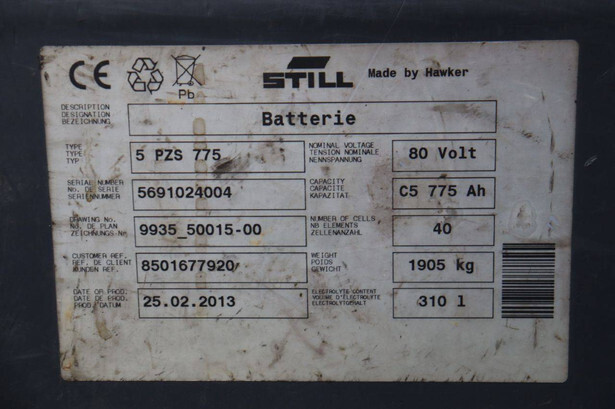 CE Pb STILL Made by Hawker
DESCRIPTION
DESIGNATION
BEZEICHNUNG
Batterie
TYPE
TYPE
TYP
5 PZS 775
NOMINAL VOLTAGE
TENSION NOMINALE
NENNSPANNUNG
80 Volt
SERIAL NUMBER
No. DE SERIE
SERIENNUMMER
5691024004
CAPACITY
CAPACITE
KAPAZITAT
C5 775 Ah
DRAWING No.
No. DE PLAN
ZEICHNUNGS-Nr
9935_50015-00
NUMBER OF CELLS
NB ELEMENTS
ZELLENANZAHL
40
CUSTOMER REF.
REF. DE CLIENT
KUNDEN REF.
8501677920
WEIGHT
POIDS
GEWICHT
1905 kg
DATE OF PROD.
DATE DE PROD.
PROD. DATUM
25.02.2013
ELECTROLYTE CONTENT
VOLUME D'ELECTROLYTE
ELECTROLYTGEHALT
310 l